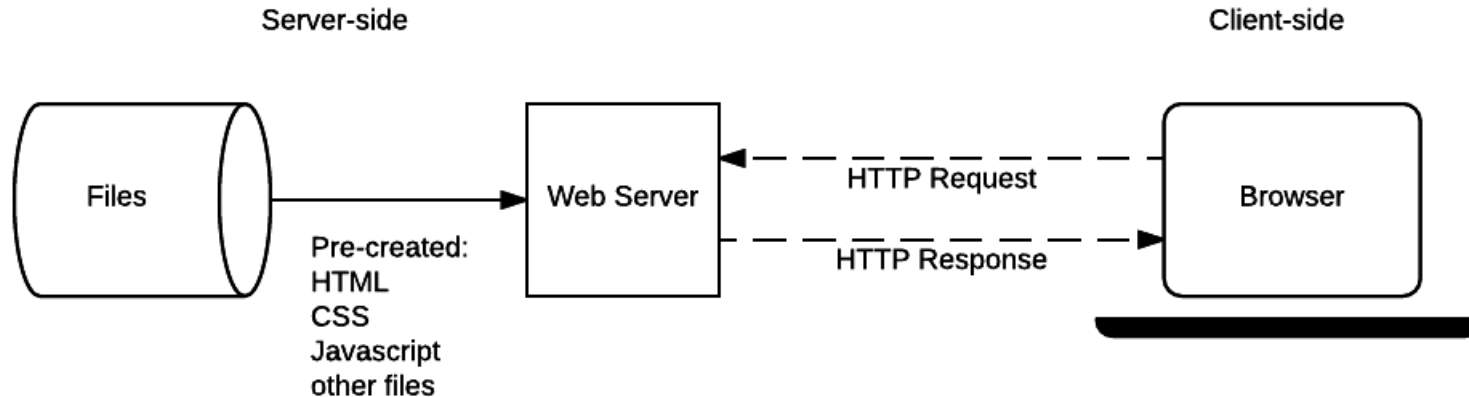 Server-side
Client-side
Files
Web Server
HTTP Request
Browser
HTTP Response
Pre-created:
HTML
CSS
Javascript
other files